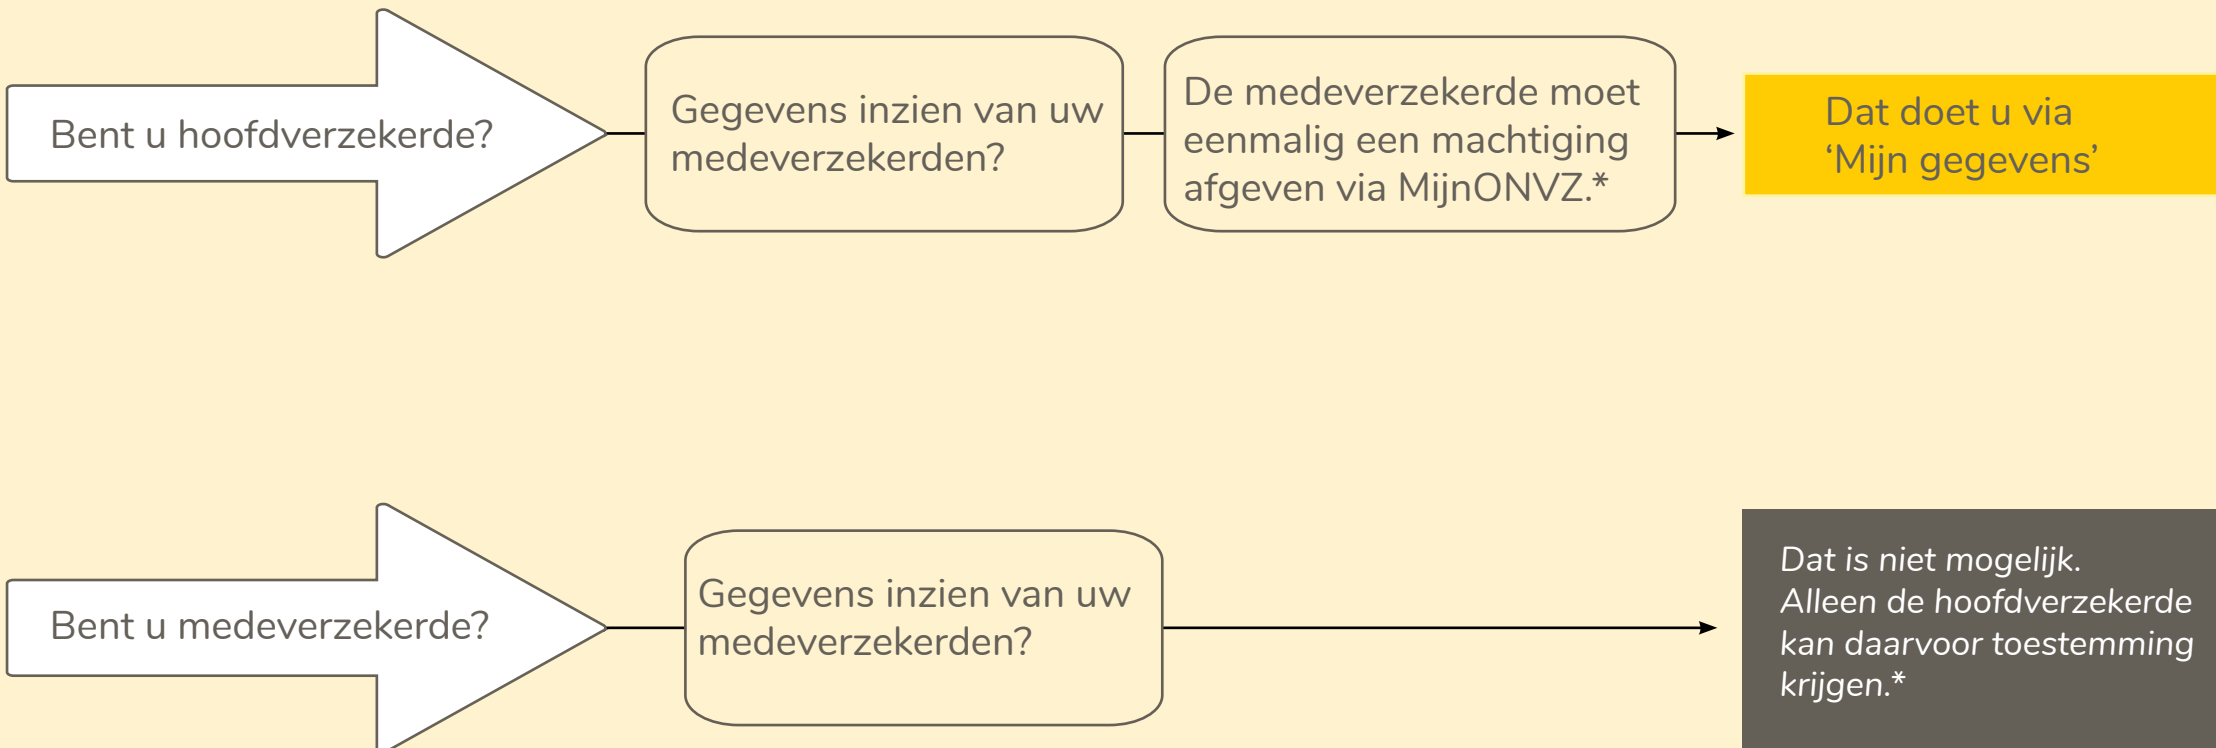 Bent u hoofdverzekerde?
Gegevens inzien van uw
medeverzekerden?
De medeverzekerde moet
eenmalig een machtiging
afgeven via MijnONVZ.*
Dat doet u via
‘Mijn gegevens’
Bent u medeverzekerde?
Gegevens inzien van uw
medeverzekerden?
Dat is niet mogelijk.
Alleen de hoofdverzekerde
kan daarvoor toestemming
krijgen.*